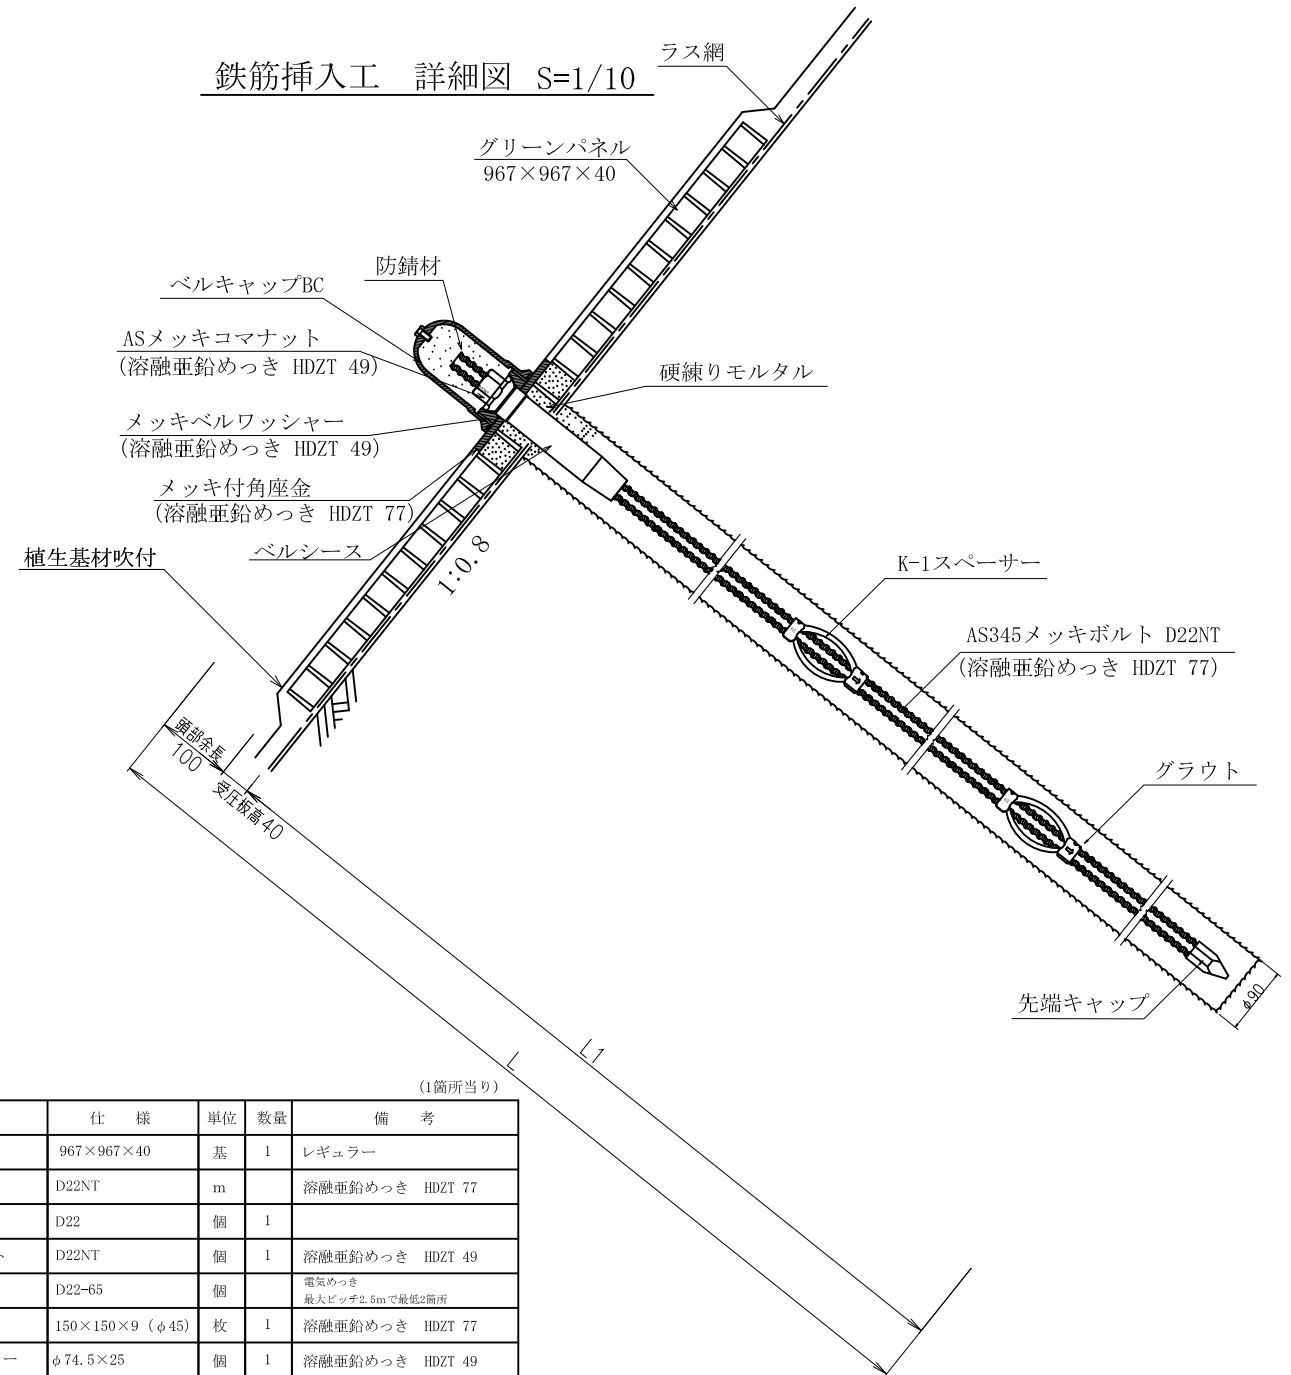 鉄筋挿入工　詳細図　S=1/10
ラス網
グリーンパネル
967×967×40
防錆材
ベルキャップBC
ASメッキコマナット
(溶融亜鉛めっき HDZT 49)
硬練りモルタル
メッキベルワッシャー
(溶融亜鉛めっき HDZT 49)
メッキ付角座金
(溶融亜鉛めっき HDZT 77)
ベルシース
植生基材吹付
1:0.8
K-1スペーサー
AS345メッキボルト D22NT
(溶融亜鉛めっき HDZT 77)
頭部余長
100
受圧板高40
グラウト
先端キャップ
φ90
L1
L
(1箇所当り)
仕　様 単位 数量 備　考
967×967×40 基 1 レギュラー
D22NT m 溶融亜鉛めっき HDZT 77
D22 個 1
ト D22NT 個 1 溶融亜鉛めっき HDZT 49
D22-65 個 電気めっき
最大ピッチ2.5mで最低2箇所
150×150×9 (φ45) 枚 1 溶融亜鉛めっき HDZT 77
ー φ74.5×25 個 1 溶融亜鉛めっき HDZT 49